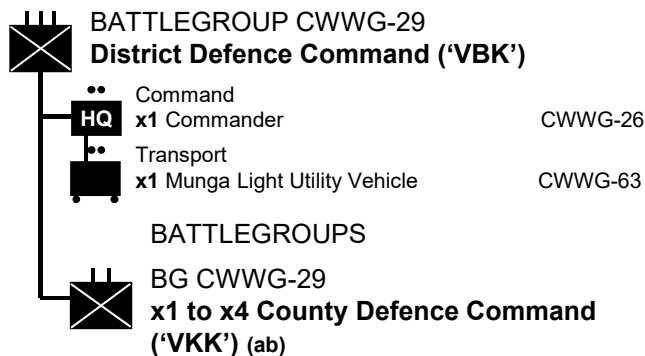 BATTLEGROUP CWWG-29
District Defence Command ('VBK')
Command
HQ x1 Commander CWWG-26
Transport
x1 Munga Light Utility Vehicle CWWG-63
BATTLEGROUPS
BG CWWG-29
x1 to x4 County Defence Command
('VKK') (ab)